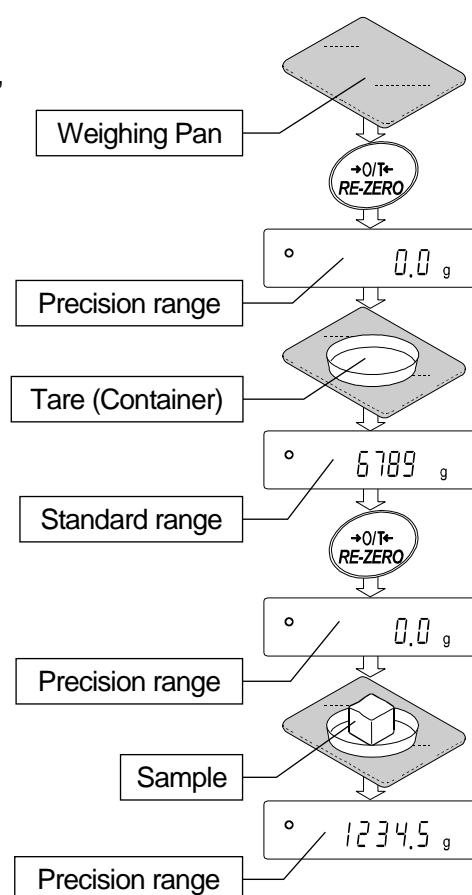 ,
Weighing Pan
→0/T←
RE-ZERO
0.0 g
Precision range
Tare (Container)
6789 g
Standard range
→0/T←
RE-ZERO
0.0 g
Precision range
Sample
1234.5 g
Precision range